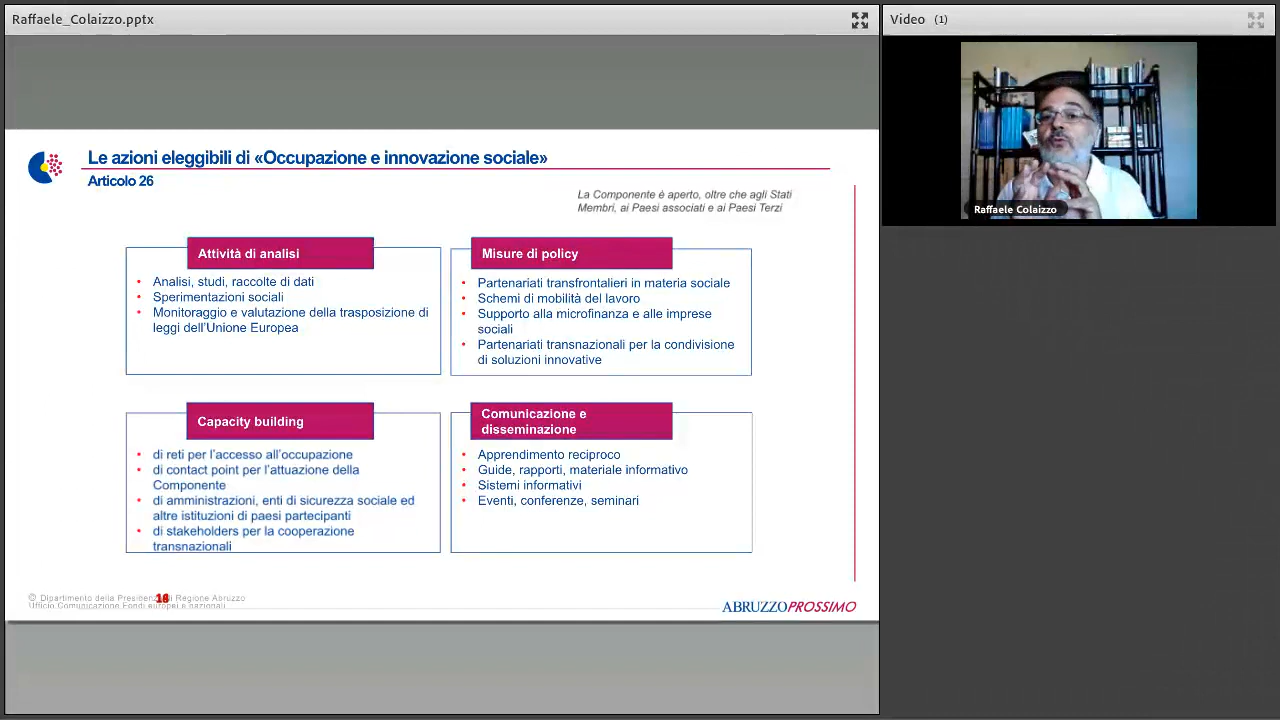 Raffaele_Colaizzo.pptx
Video (1)
Le azioni eleggibili di «Occupazione e innovazione sociale»
Articolo 26
La Componente è aperto, oltre che agli Stati
Membri, ai Paesi associati e ai Paesi Terzi
Attività di analisi
• Analisi, studi, raccolte di dati
• Sperimentazioni sociali
• Monitoraggio e valutazione della trasposizione di
leggi dell'Unione Europea
Misure di policy
• Partenariati transfrontalieri in materia sociale
• Schemi di mobilità del lavoro
• Supporto alla microfinanza e alle imprese
sociali
• Partenariati transnazionali per la condivisione
di soluzioni innovative
Capacity building
• di reti per l'accesso all'occupazione
• di contact point per l'attuazione della
Componente
• di amministrazioni, enti di sicurezza sociale ed
altre istituzioni di paesi partecipanti
• di stakeholders per la cooperazione
transnazionali
Comunicazione e
disseminazione
• Apprendimento reciproco
• Guide, rapporti, materiale informativo
• Sistemi informativi
• Eventi, conferenze, seminari
© Dipartimento della Presidenza di Regione Abruzzo
Ufficio Comunicazione Fondi europei e nazionali
ABRUZZOPROSSIMO
Raffaele Colaizzo